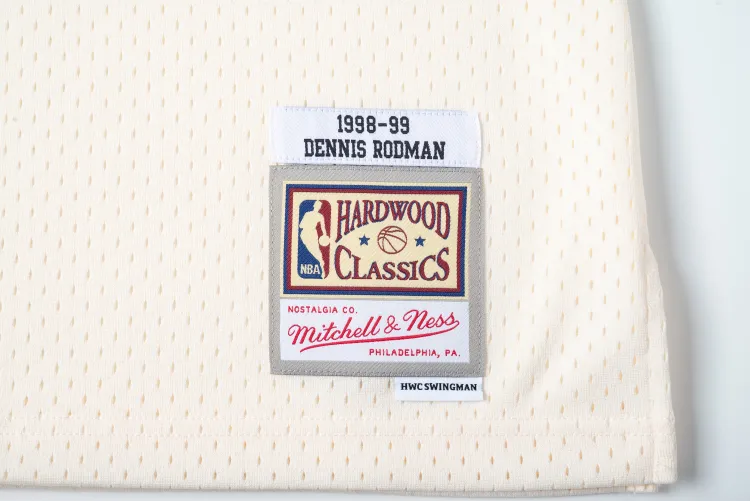 1998-99
DENNIS RODMAN
HARDWOOD
CLASSICS
NBA
NOSTALGIA CO.
Mitchell & Ness
PHILADELPHIA, PA.
HWC SWINGMAN